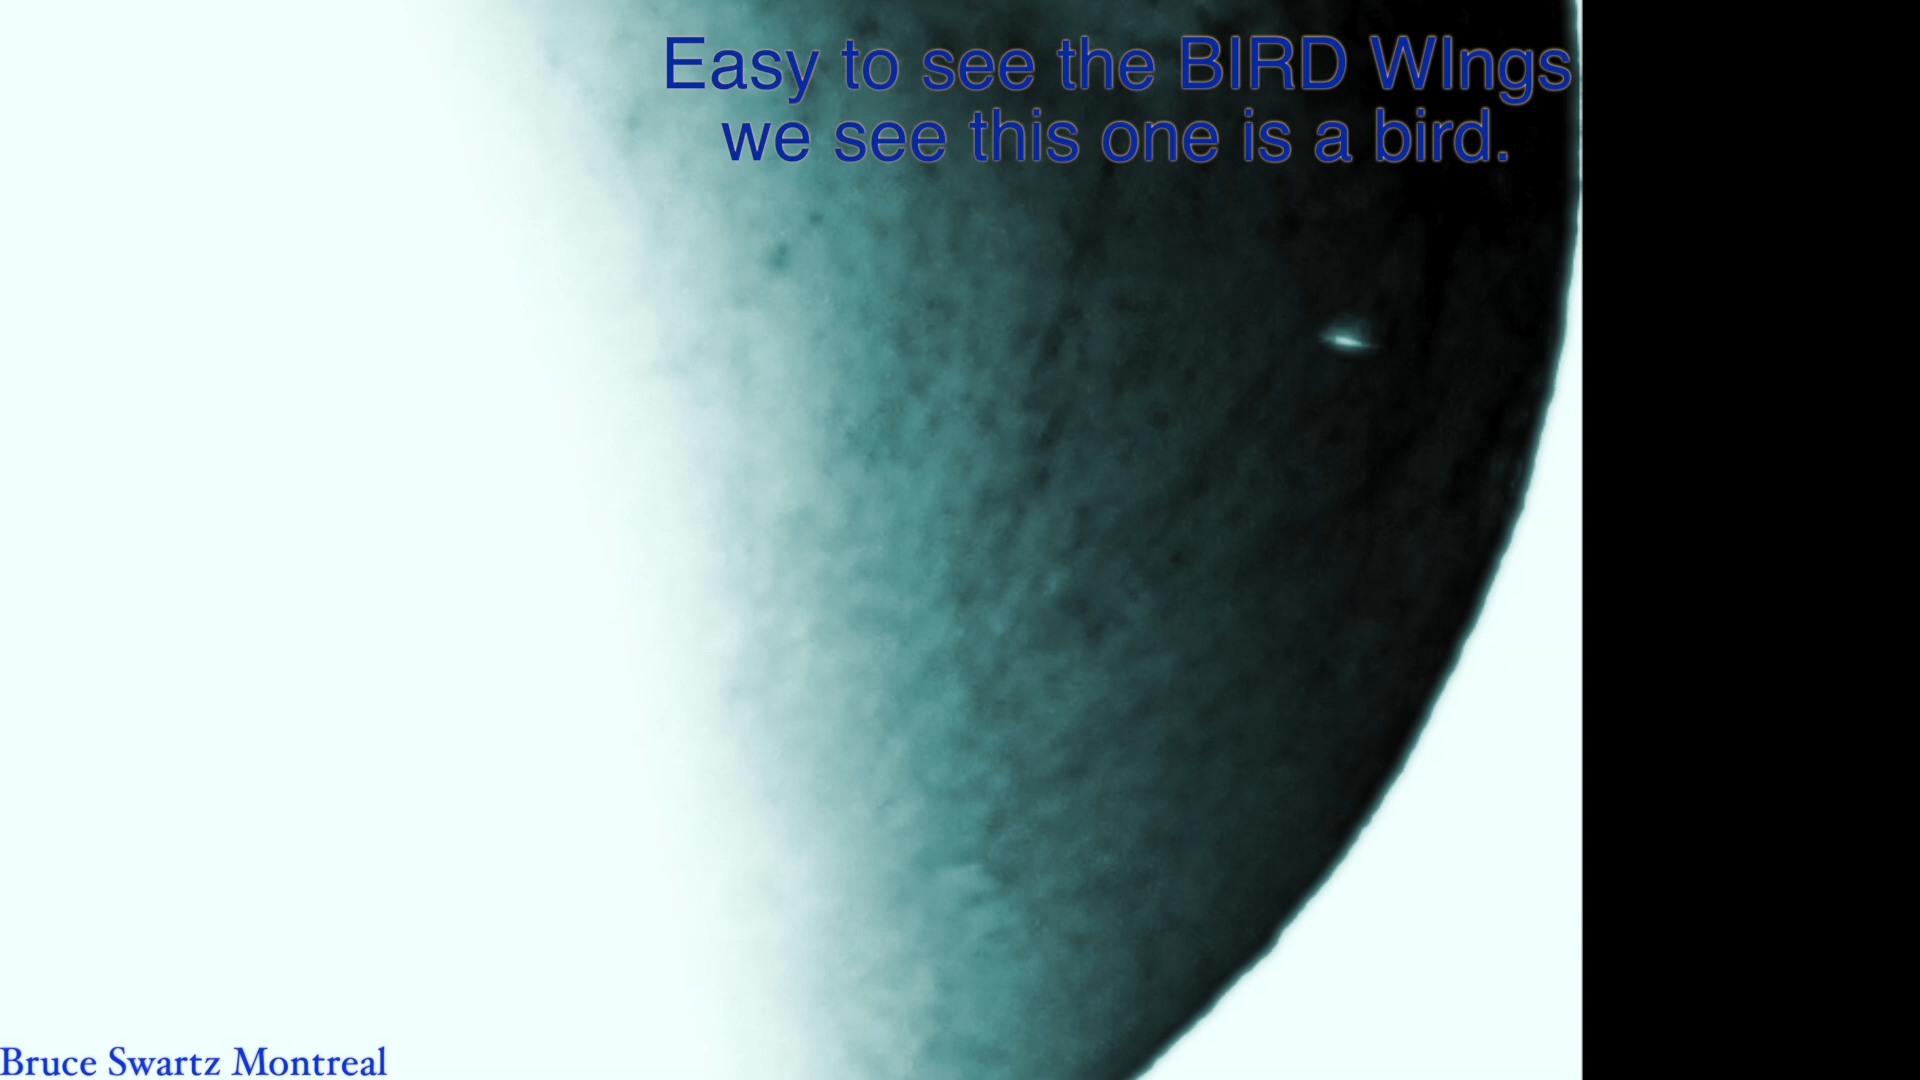 Easy to see the BIRD WIngs
we see this one is a bird.
Bruce Swartz Montreal